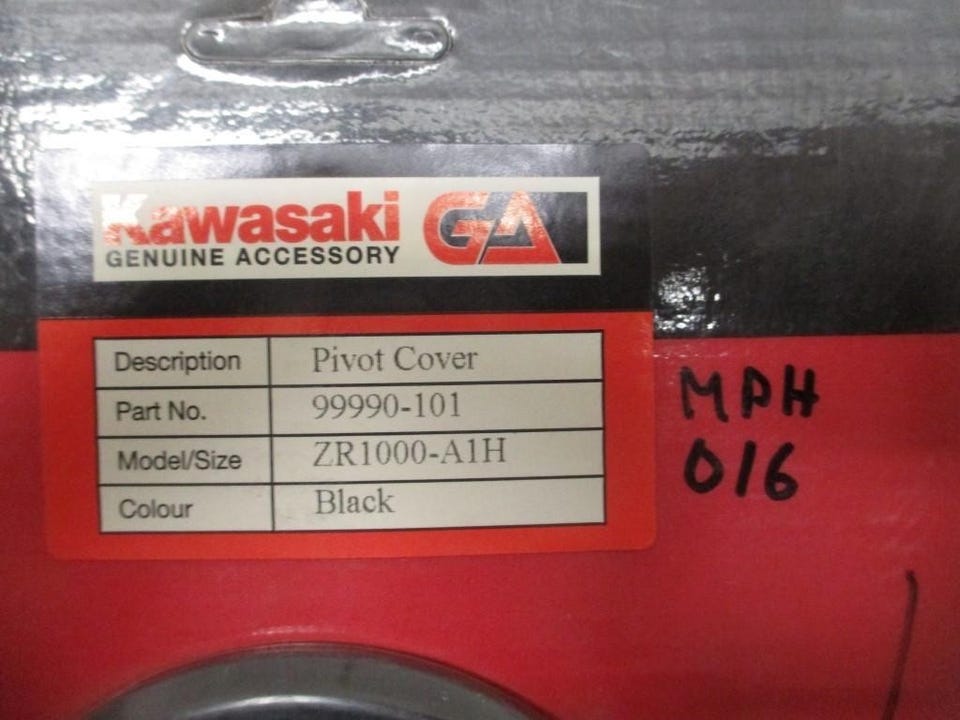 Kawasaki GA
GENUINE ACCESSORY
Description Pivot Cover
Part No. 99990-101
Model/Size ZR1000-A1H
Colour Black
MPH
016